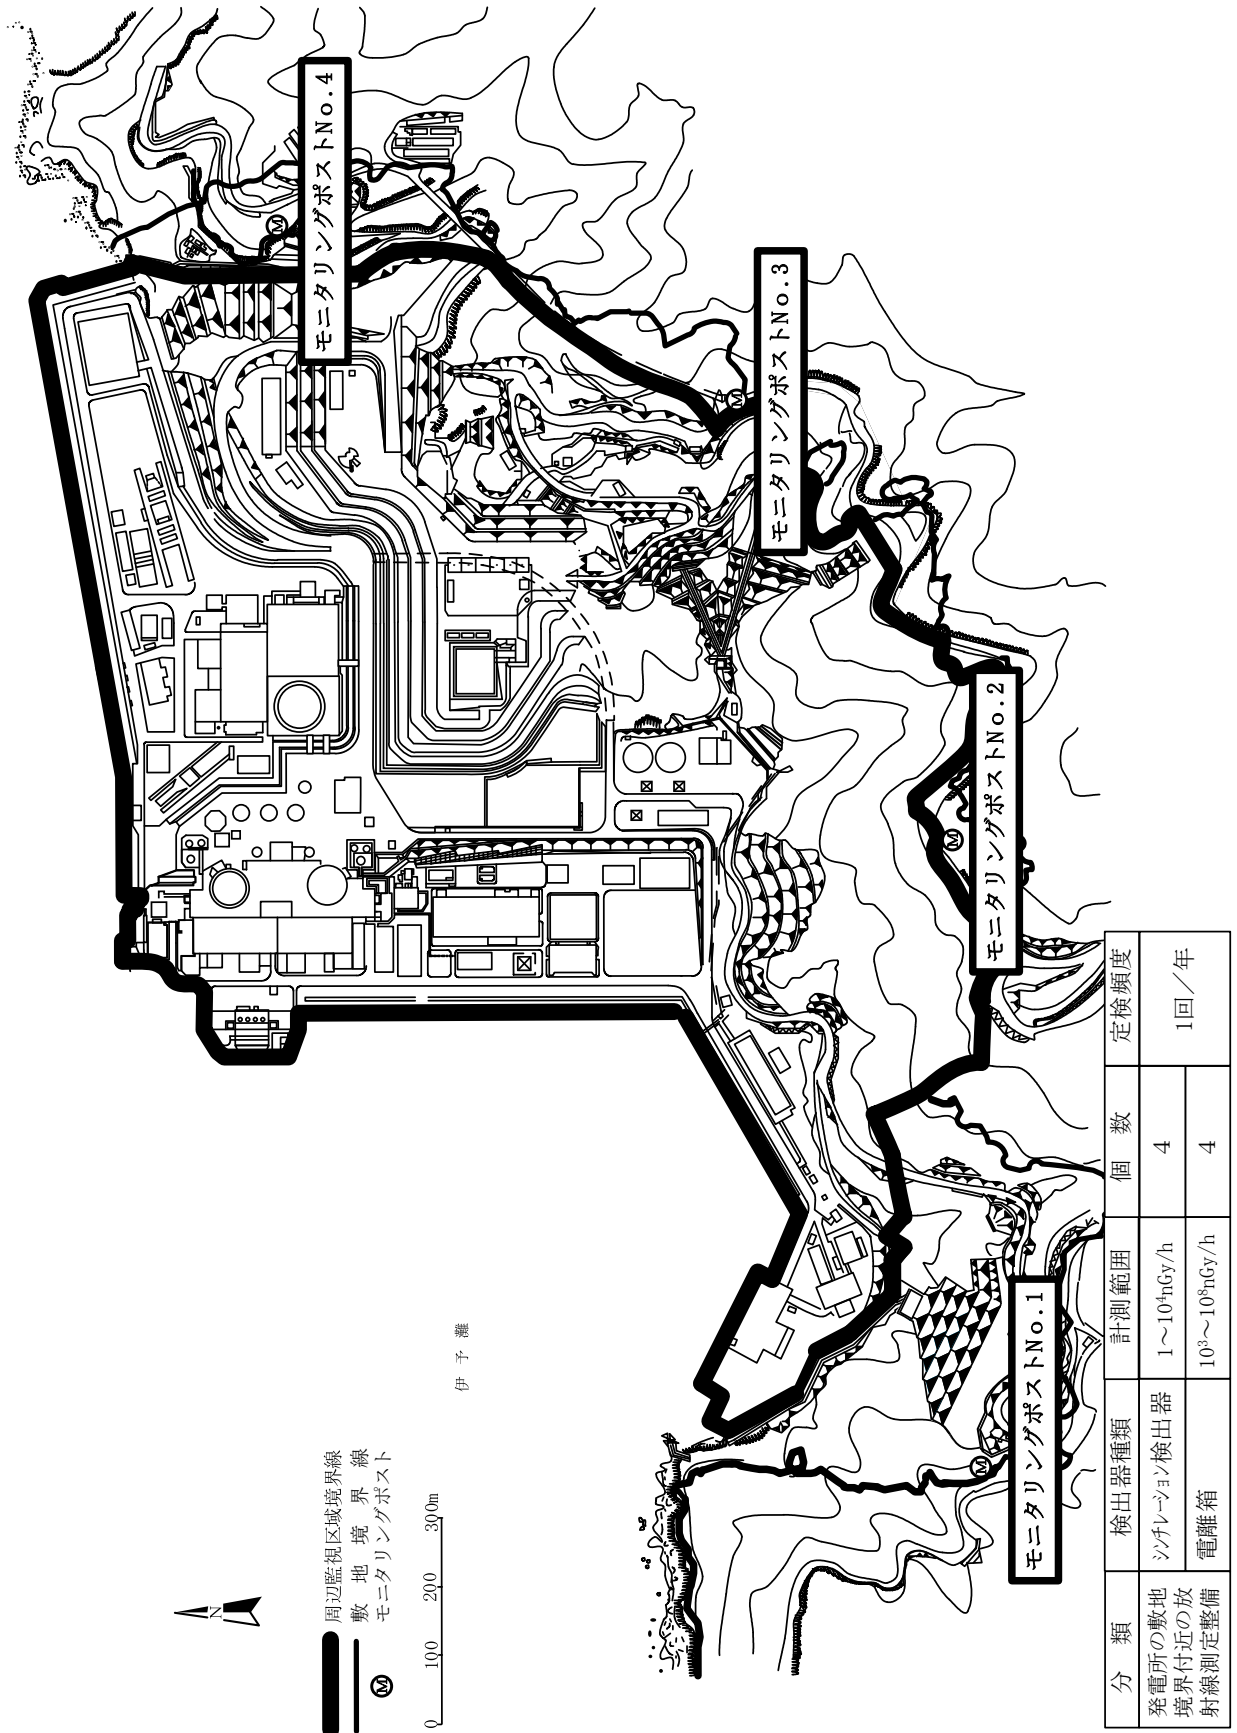 モニタリングポストNo.4
モニタリングポストNo.3
モニタリングポストNo.2
モニタリングポストNo.1
M
M
M
M
N
周辺監視区域境界線
敷地境界線
M モニタリングポスト
0 100 200 300m
伊予灘
分類 検出器種類 計測範囲 個数 定検頻度
発電所の敷地
境界付近の放
射線測定整備
シンチレーション検出器 1～10⁴nGy/h 4
電離箱 10³～10⁸nGy/h 4
1回／年